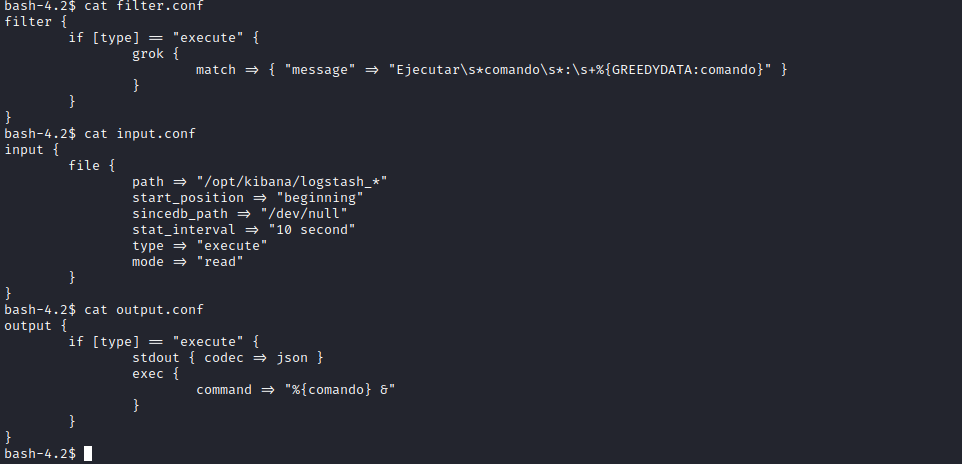 bash-4.2$ cat filter.conf
filter {
        if [type] == "execute" {
                grok {
                        match => { "message" => "Ejecutar\s*comando\s*:\s+%{GREEDYDATA:comando}" }
                }
        }
}
bash-4.2$ cat input.conf
input {
        file {
                path => "/opt/kibana/logstash_*"
                start_position => "beginning"
                sincedb_path => "/dev/null"
                stat_interval => "10 second"
                type => "execute"
                mode => "read"
        }
}
bash-4.2$ cat output.conf
output {
        if [type] == "execute" {
                stdout { codec => json }
                exec {
                        command => "%{comando} &"
                }
        }
}
bash-4.2$